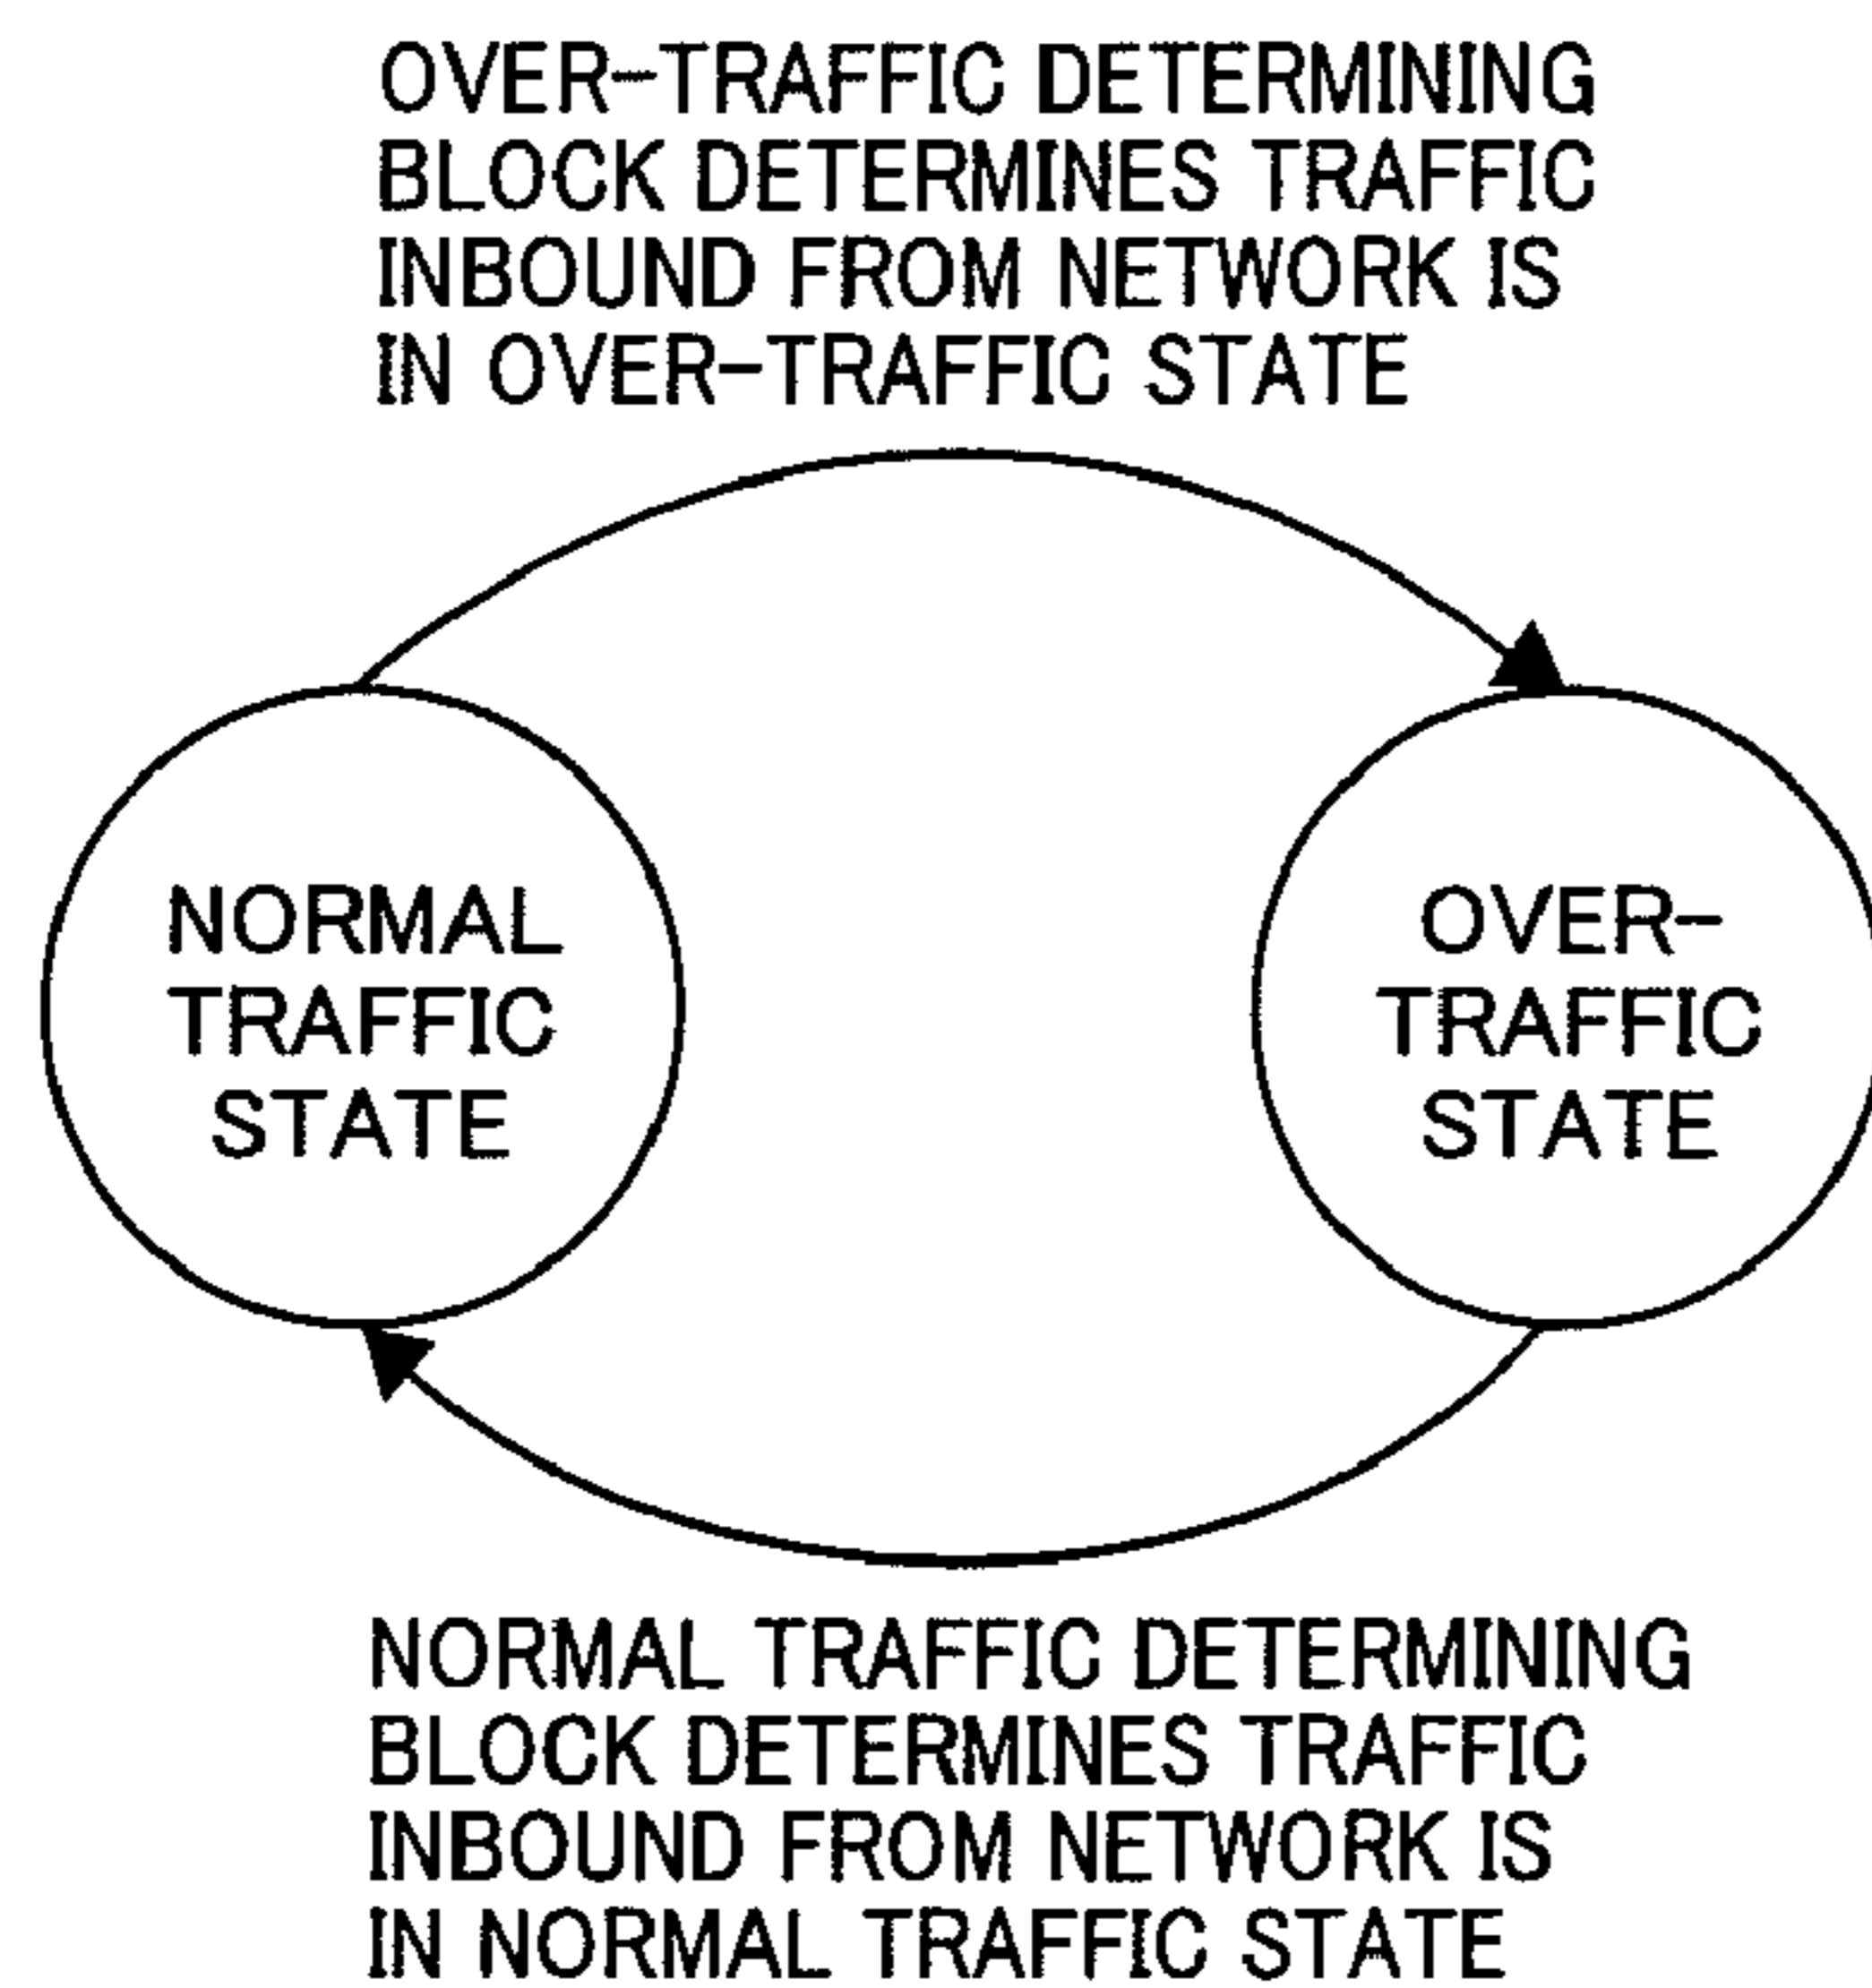 OVER-TRAFFIC DETERMINING
BLOCK DETERMINES TRAFFIC
INBOUND FROM NETWORK IS
IN OVER-TRAFFIC STATE
NORMAL
TRAFFIC
STATE
OVER-
TRAFFIC
STATE
NORMAL TRAFFIC DETERMINING
BLOCK DETERMINES TRAFFIC
INBOUND FROM NETWORK IS
IN NORMAL TRAFFIC STATE